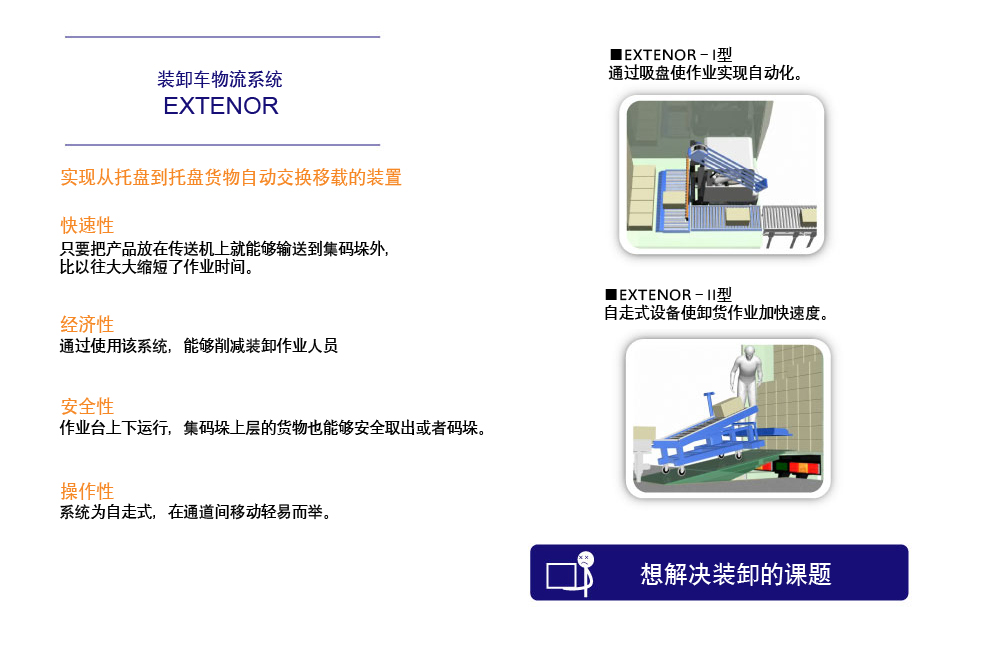 装卸车物流系统
EXTENOR
实现从托盘到托盘货物自动交换移载的装置
快速性
只要把产品放在传送机上就能够输送到集码垛外,
比以往大大缩短了作业时间。
经济性
通过使用该系统，能够削减装卸作业人员
安全性
作业台上下运行，集码垛上层的货物也能够安全取出或者码垛。
操作性
系统为自走式，在通道间移动轻易而举。
■EXTENOR－I型
通过吸盘使作业实现自动化。
■EXTENOR－II型
自走式设备使卸货作业加快速度。
想解决装卸的课题